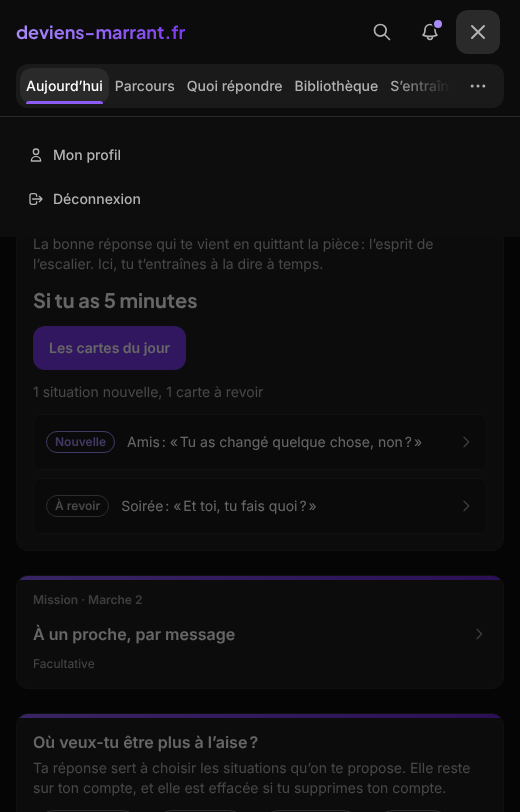 deviens-marrant.fr
Aujourd’hui Parcours Quoi répondre Bibliothèque S’entraîn
Mon profil
Déconnexion
La bonne réponse qui te vient en quittant la pièce : l’esprit de
l’escalier. Ici, tu t’entraînes à la dire à temps.
Si tu as 5 minutes
Les cartes du jour
1 situation nouvelle, 1 carte à revoir
Nouvelle Amis : « Tu as changé quelque chose, non ? »
À revoir Soirée : « Et toi, tu fais quoi ? »
Mission · Marche 2
À un proche, par message
Facultative
Où veux-tu être plus à l’aise ?
Ta réponse sert à choisir les situations qu’on te propose. Elle reste
sur ton compte, et elle est effacée si tu supprimes ton compte.